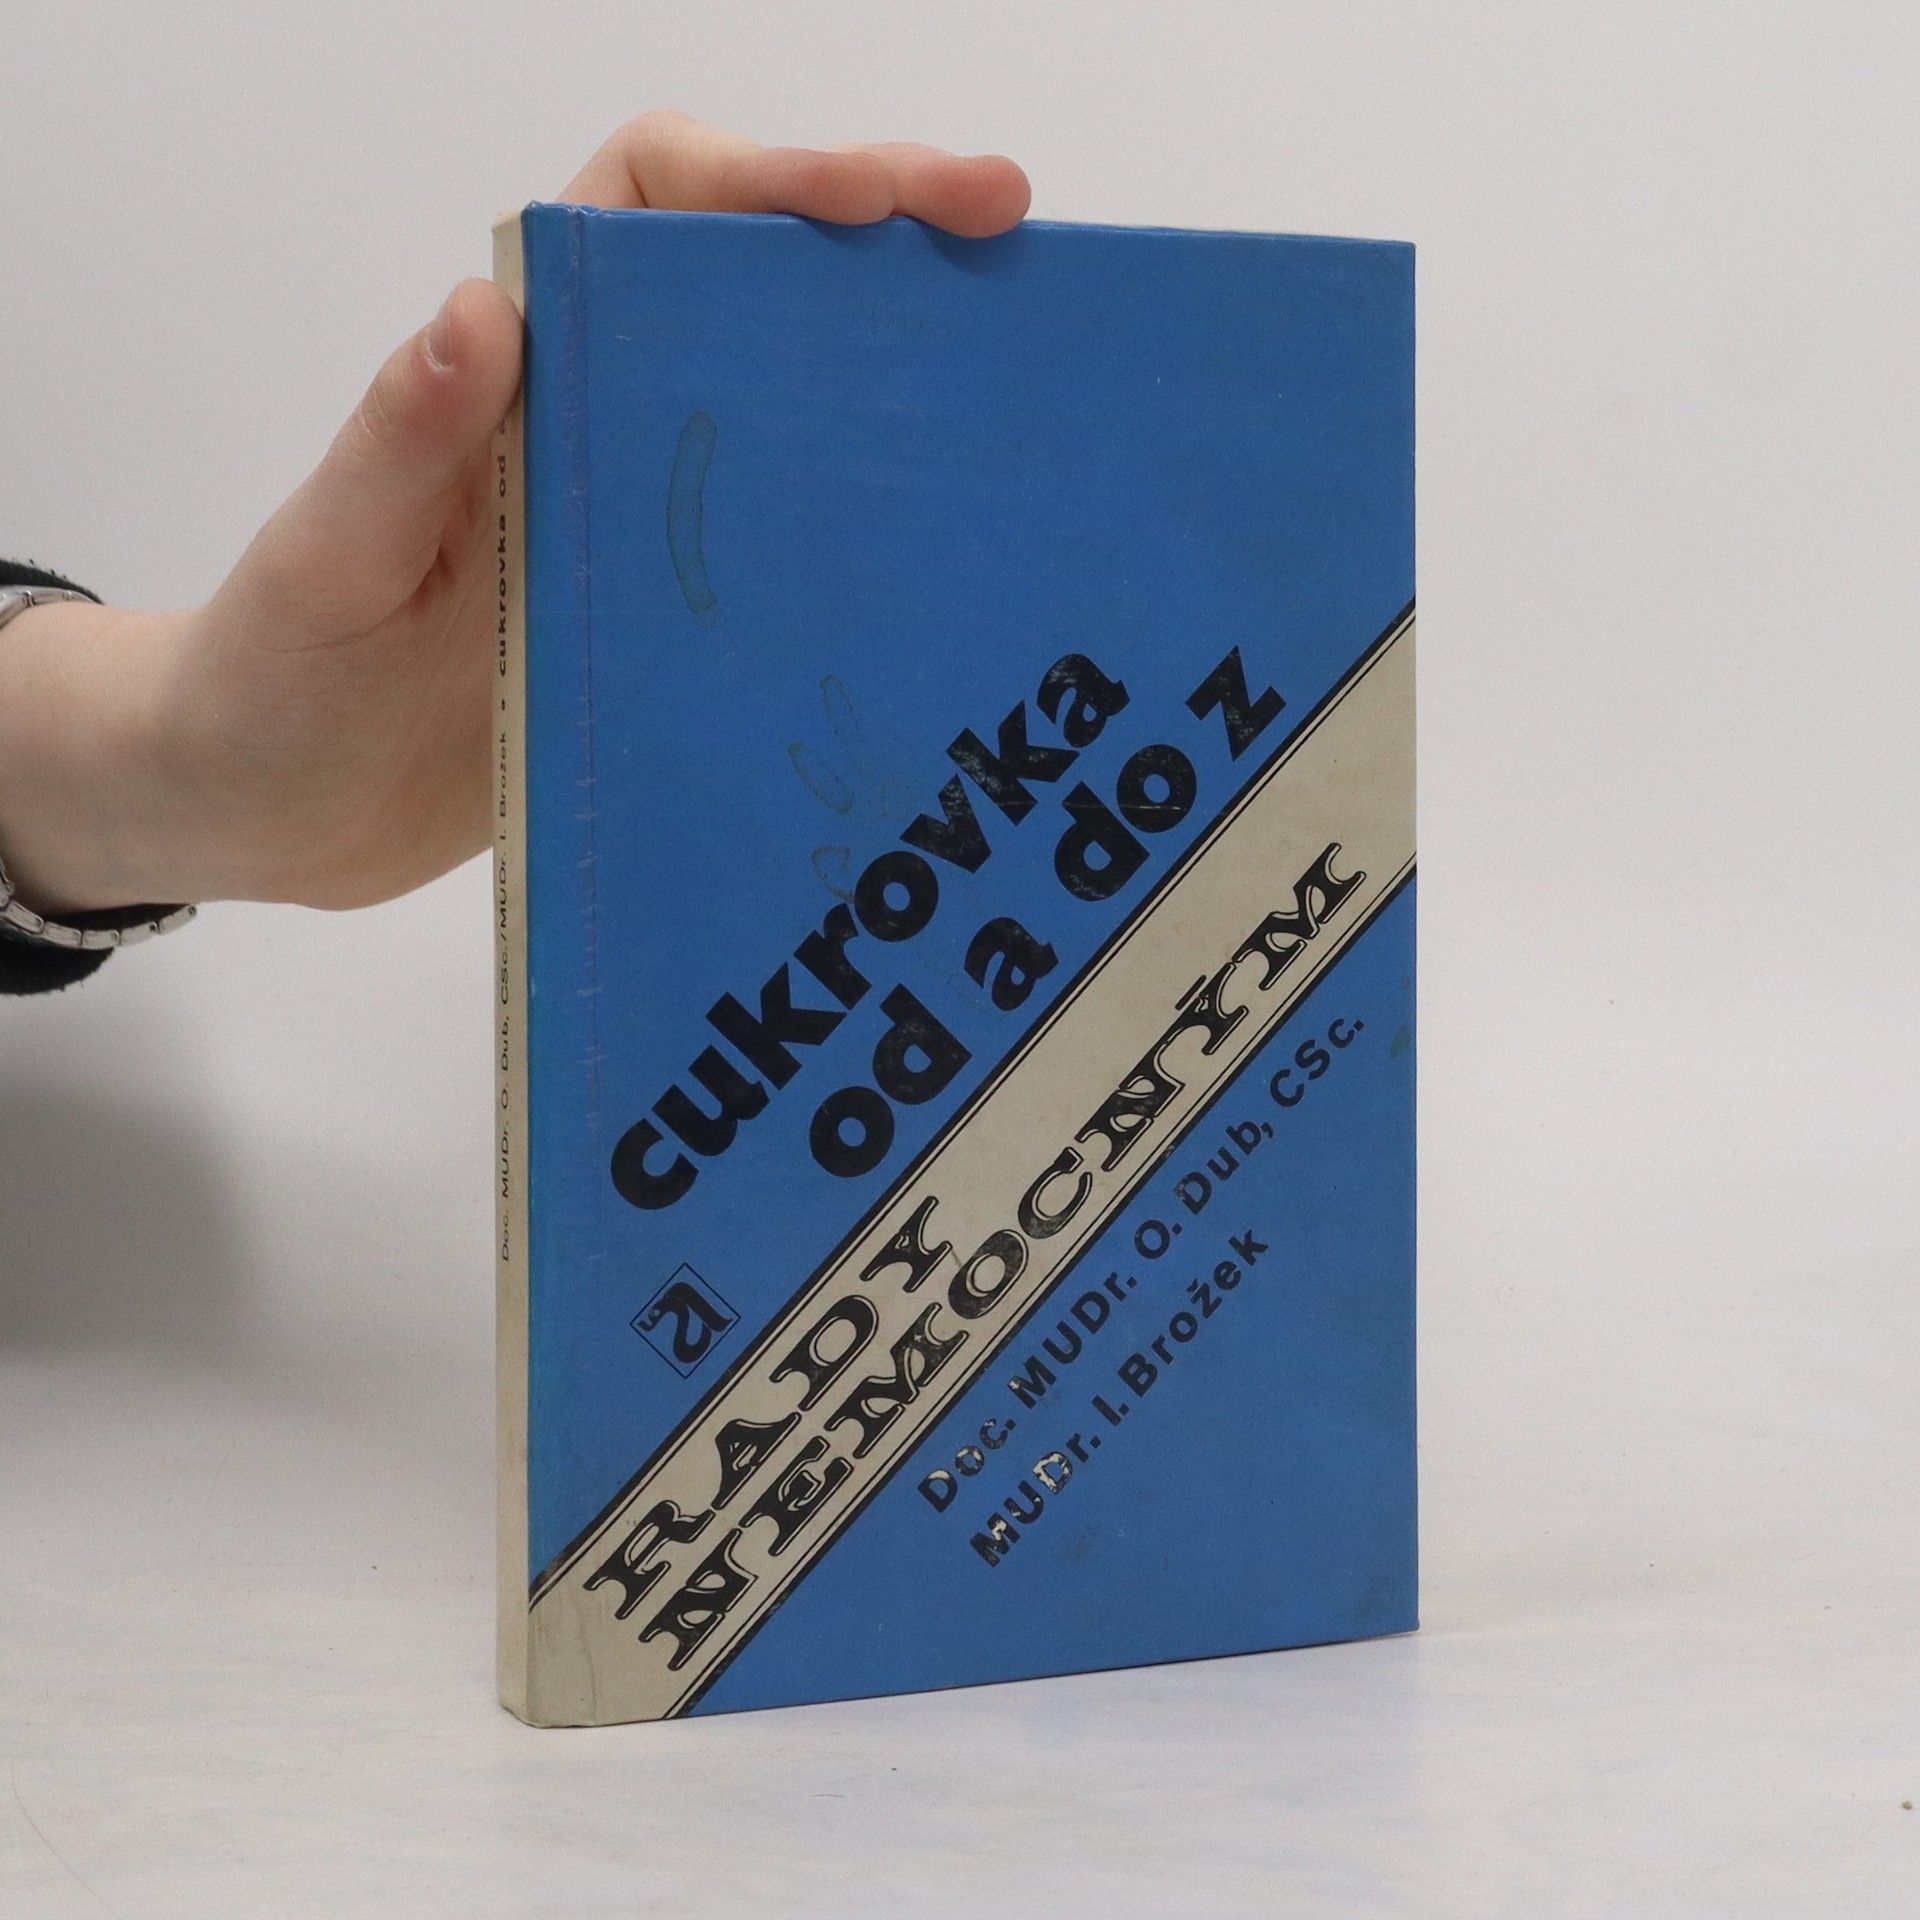 cukrovka
od a do z
RADY
NEMOCNÝM
Doc. MUDr. O. Dub, CSc.
MUDr. I. Brožek
Doc. MUDr. O. Dub, CSc./MUDr. I. Brožek • cukrovka od